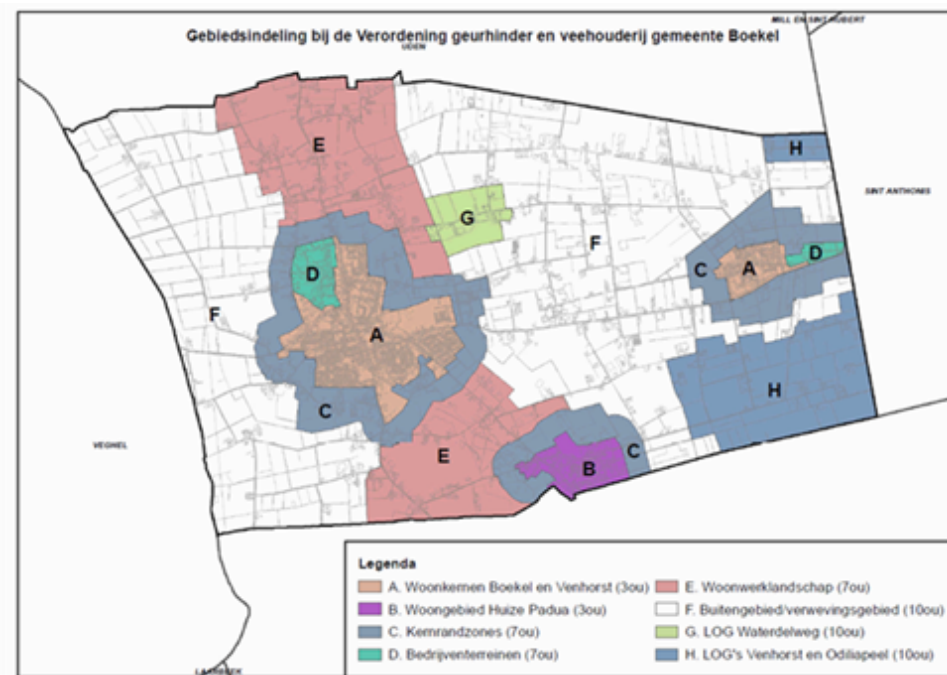 MILL EN SINT HUBERT
Gebiedsindeling bij de Verordening geurhinder en veehouderij gemeente Boekel
UDEN
E
H
SINT ANTHONIS
G
F
D
C
A
D
F
A
H
C
VEGHEL
E
B
C
Legenda
A. Woonkernen Boekel en Venhorst (3ou)
B. Woongebied Huize Padua (3ou)
C. Kernrandzones (7ou)
D. Bedrijventerreinen (7ou)
E. Woonwerklandschap (7ou)
F. Buitengebied/verwevingsgebied (10ou)
G. LOG Waterdelweg (10ou)
H. LOG's Venhorst en Odiliapeel (10ou)